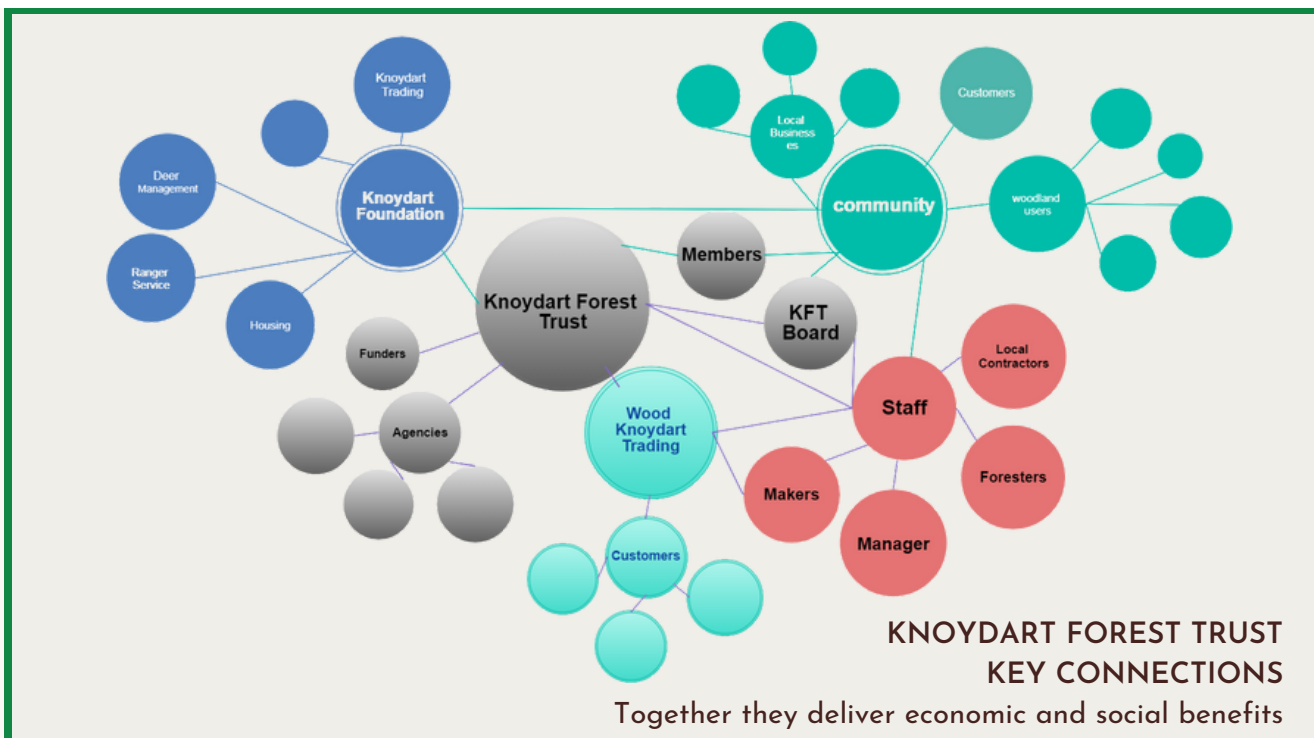 Knoydart
Trading
Deer
Management
Ranger
Service
Housing
Knoydart
Foundation
Local
Business
es
Customers
community
woodland
users
Members
Knoydart Forest
Trust
KFT
Board
Funders
Agencies
Wood
Knoydart
Trading
Customers
Staff
Local
Contractors
Foresters
Makers
Manager
KNOYDART FOREST TRUST
KEY CONNECTIONS
Together they deliver economic and social benefits